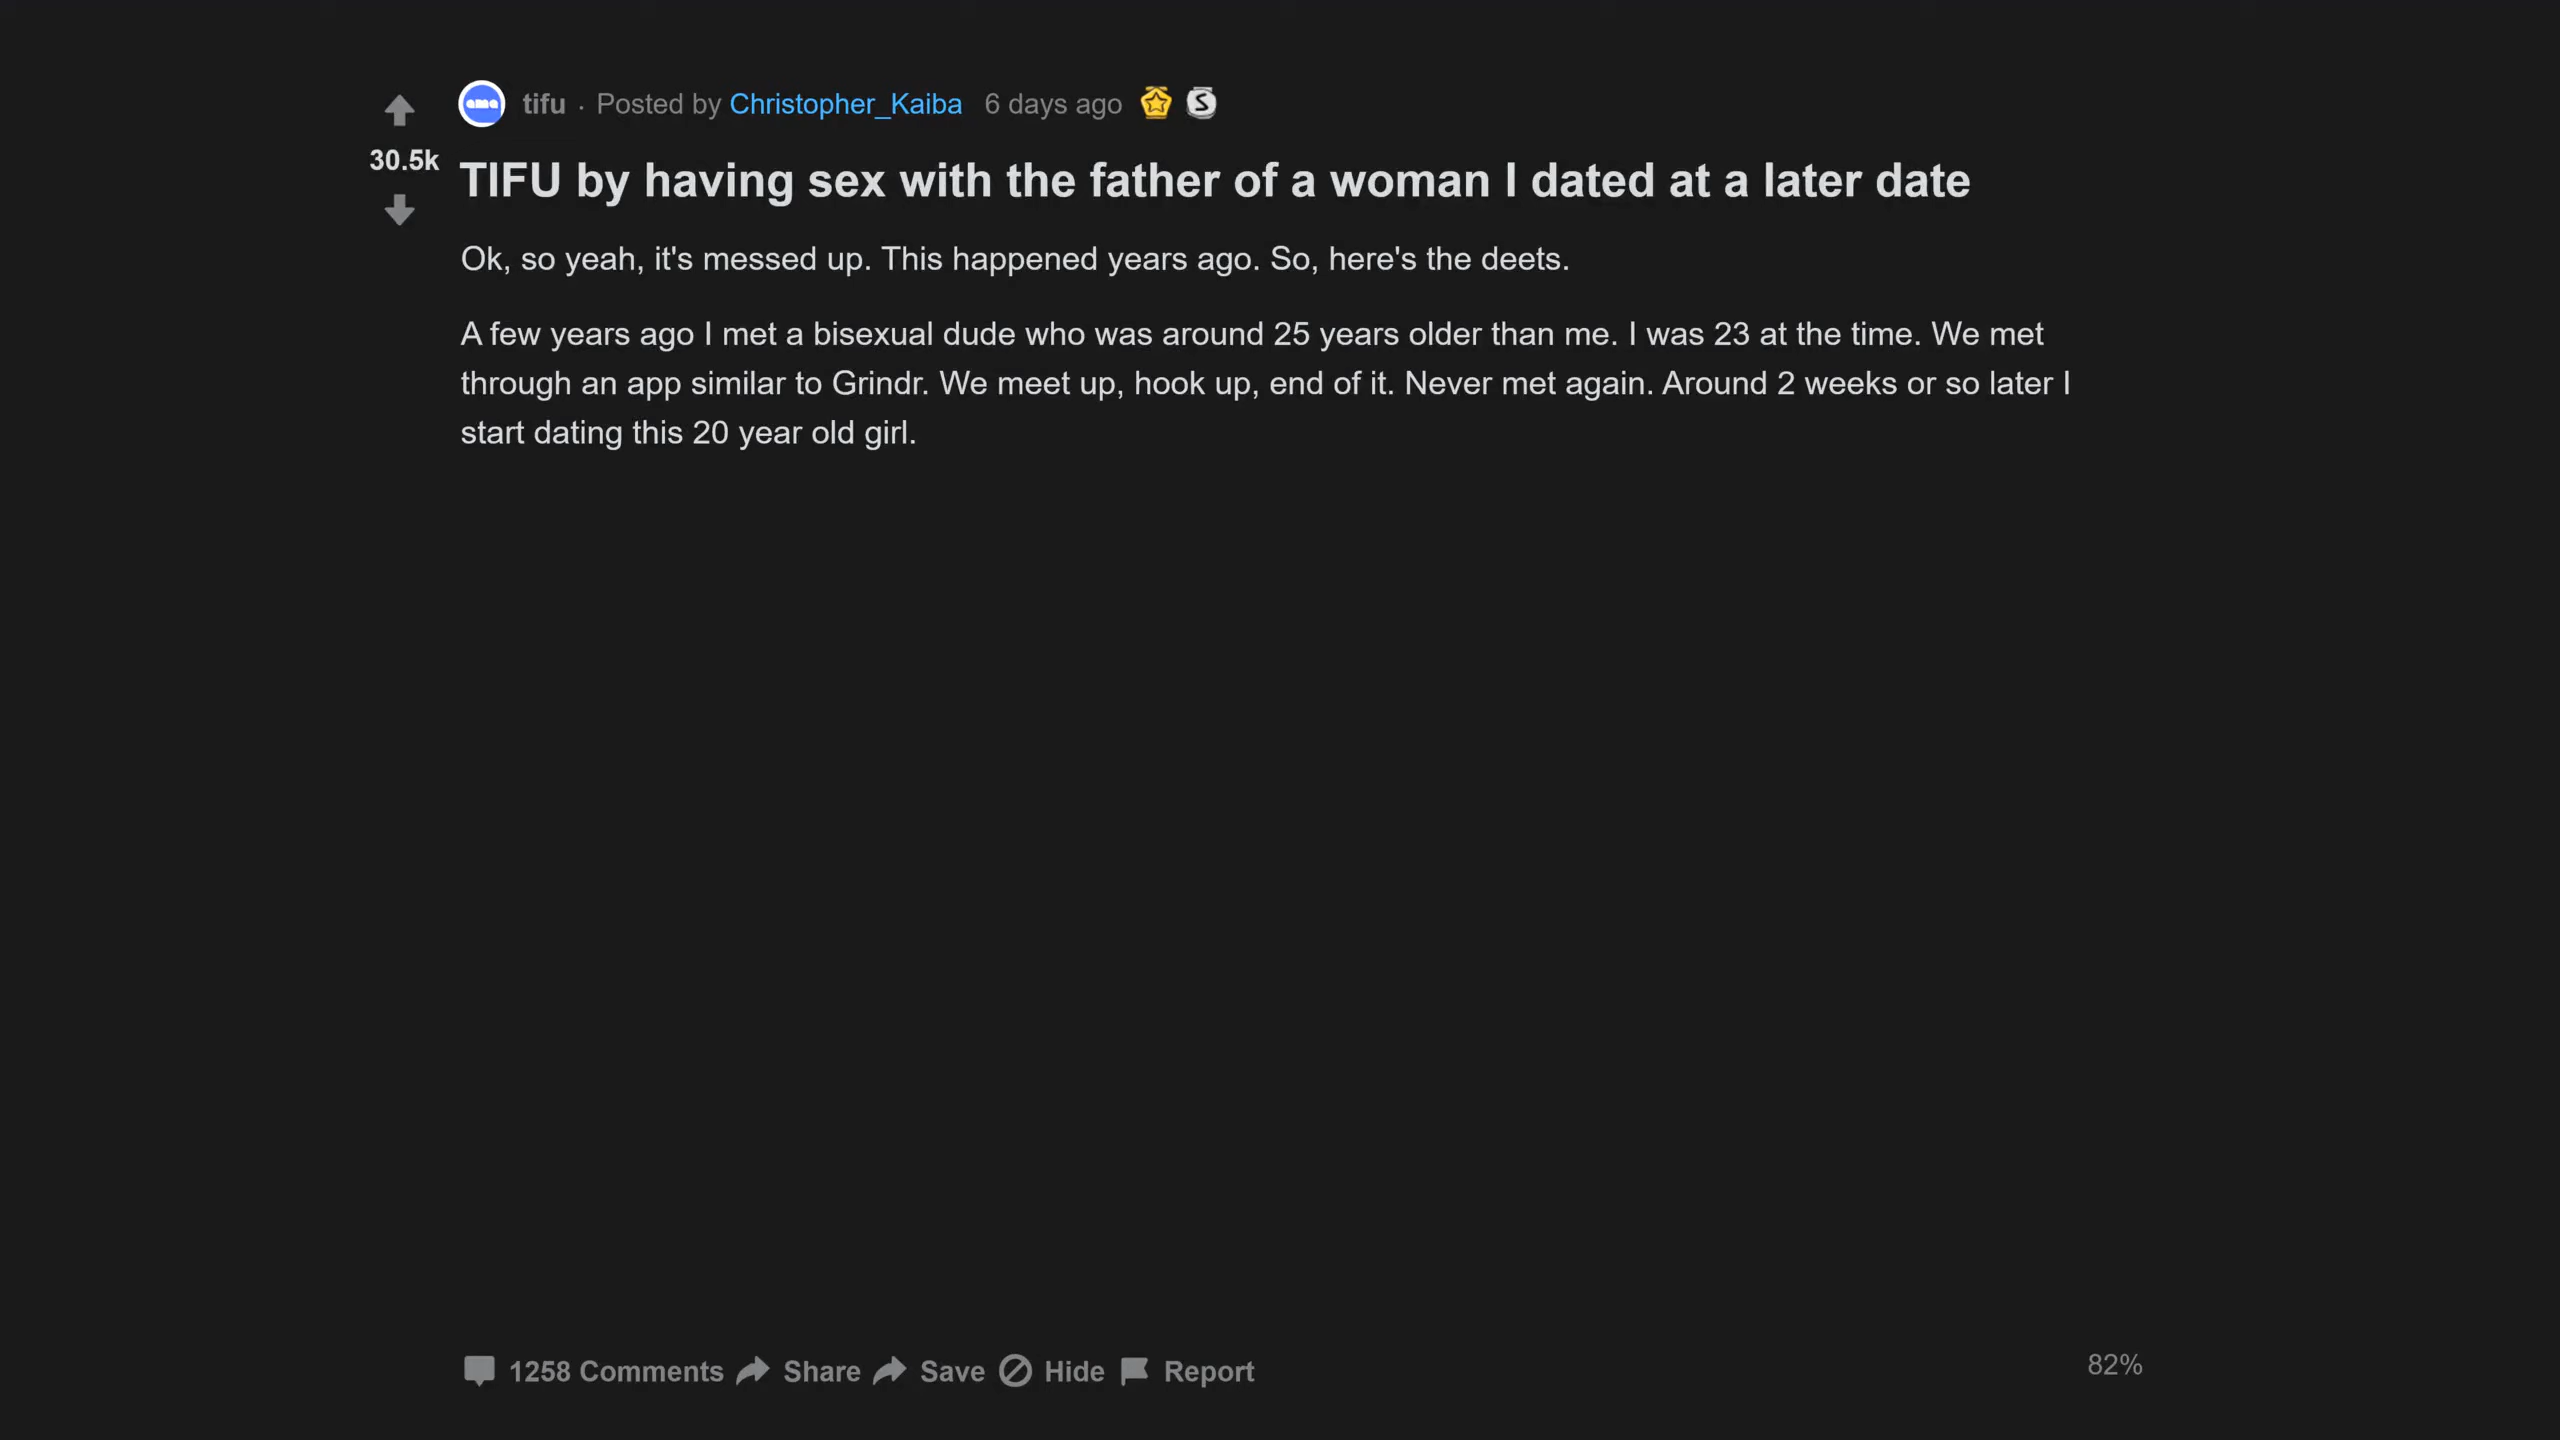 ama tifu · Posted by Christopher_Kaiba 6 days ago S
30.5k
TIFU by having sex with the father of a woman I dated at a later date
Ok, so yeah, it's messed up. This happened years ago. So, here's the deets.
A few years ago I met a bisexual dude who was around 25 years older than me. I was 23 at the time. We met
through an app similar to Grindr. We meet up, hook up, end of it. Never met again. Around 2 weeks or so later I
start dating this 20 year old girl.
1258 Comments Share Save Hide Report
82%